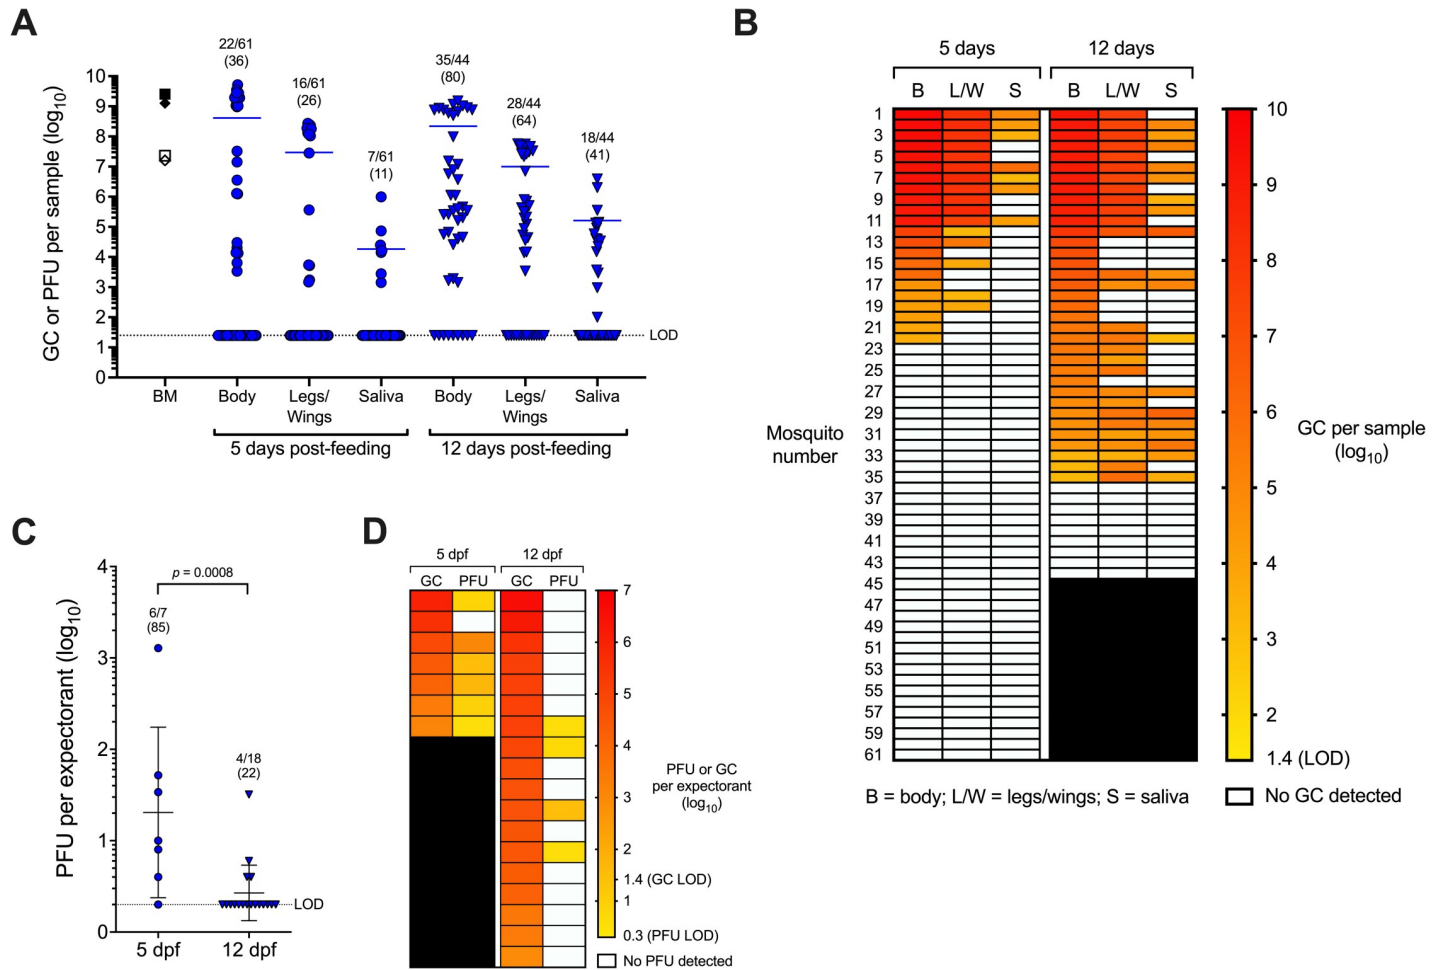 A
22/61
(36)
16/61
(26)
7/61
(11)
35/44
(80)
28/44
(64)
18/44
(41)
GC or PFU per sample (log10)
10
9
8
7
6
5
4
3
2
1
0
LOD
BM
Body
Legs/
Wings
Saliva
Body
Legs/
Wings
Saliva
5 days post-feeding
12 days post-feeding
B
5 days
12 days
B
L/W
S
B
L/W
S
Mosquito
number
1
3
5
7
9
11
13
15
17
19
21
23
25
27
29
31
33
35
37
39
41
43
45
47
49
51
53
55
57
59
61
10
9
8
7
6
5
4
3
2
1.4 (LOD)
GC per sample
(log10)
No GC detected
B = body; L/W = legs/wings; S = saliva
C
PFU per expectorant (log10)
4
3
2
1
0
p = 0.0008
6/7
(85)
4/18
(22)
LOD
5 dpf
12 dpf
D
5 dpf
12 dpf
GC
PFU
GC
PFU
7
6
5
4
3
2
1.4 (GC LOD)
1
0.3 (PFU LOD)
PFU or GC
per expectorant
(log10)
No PFU detected